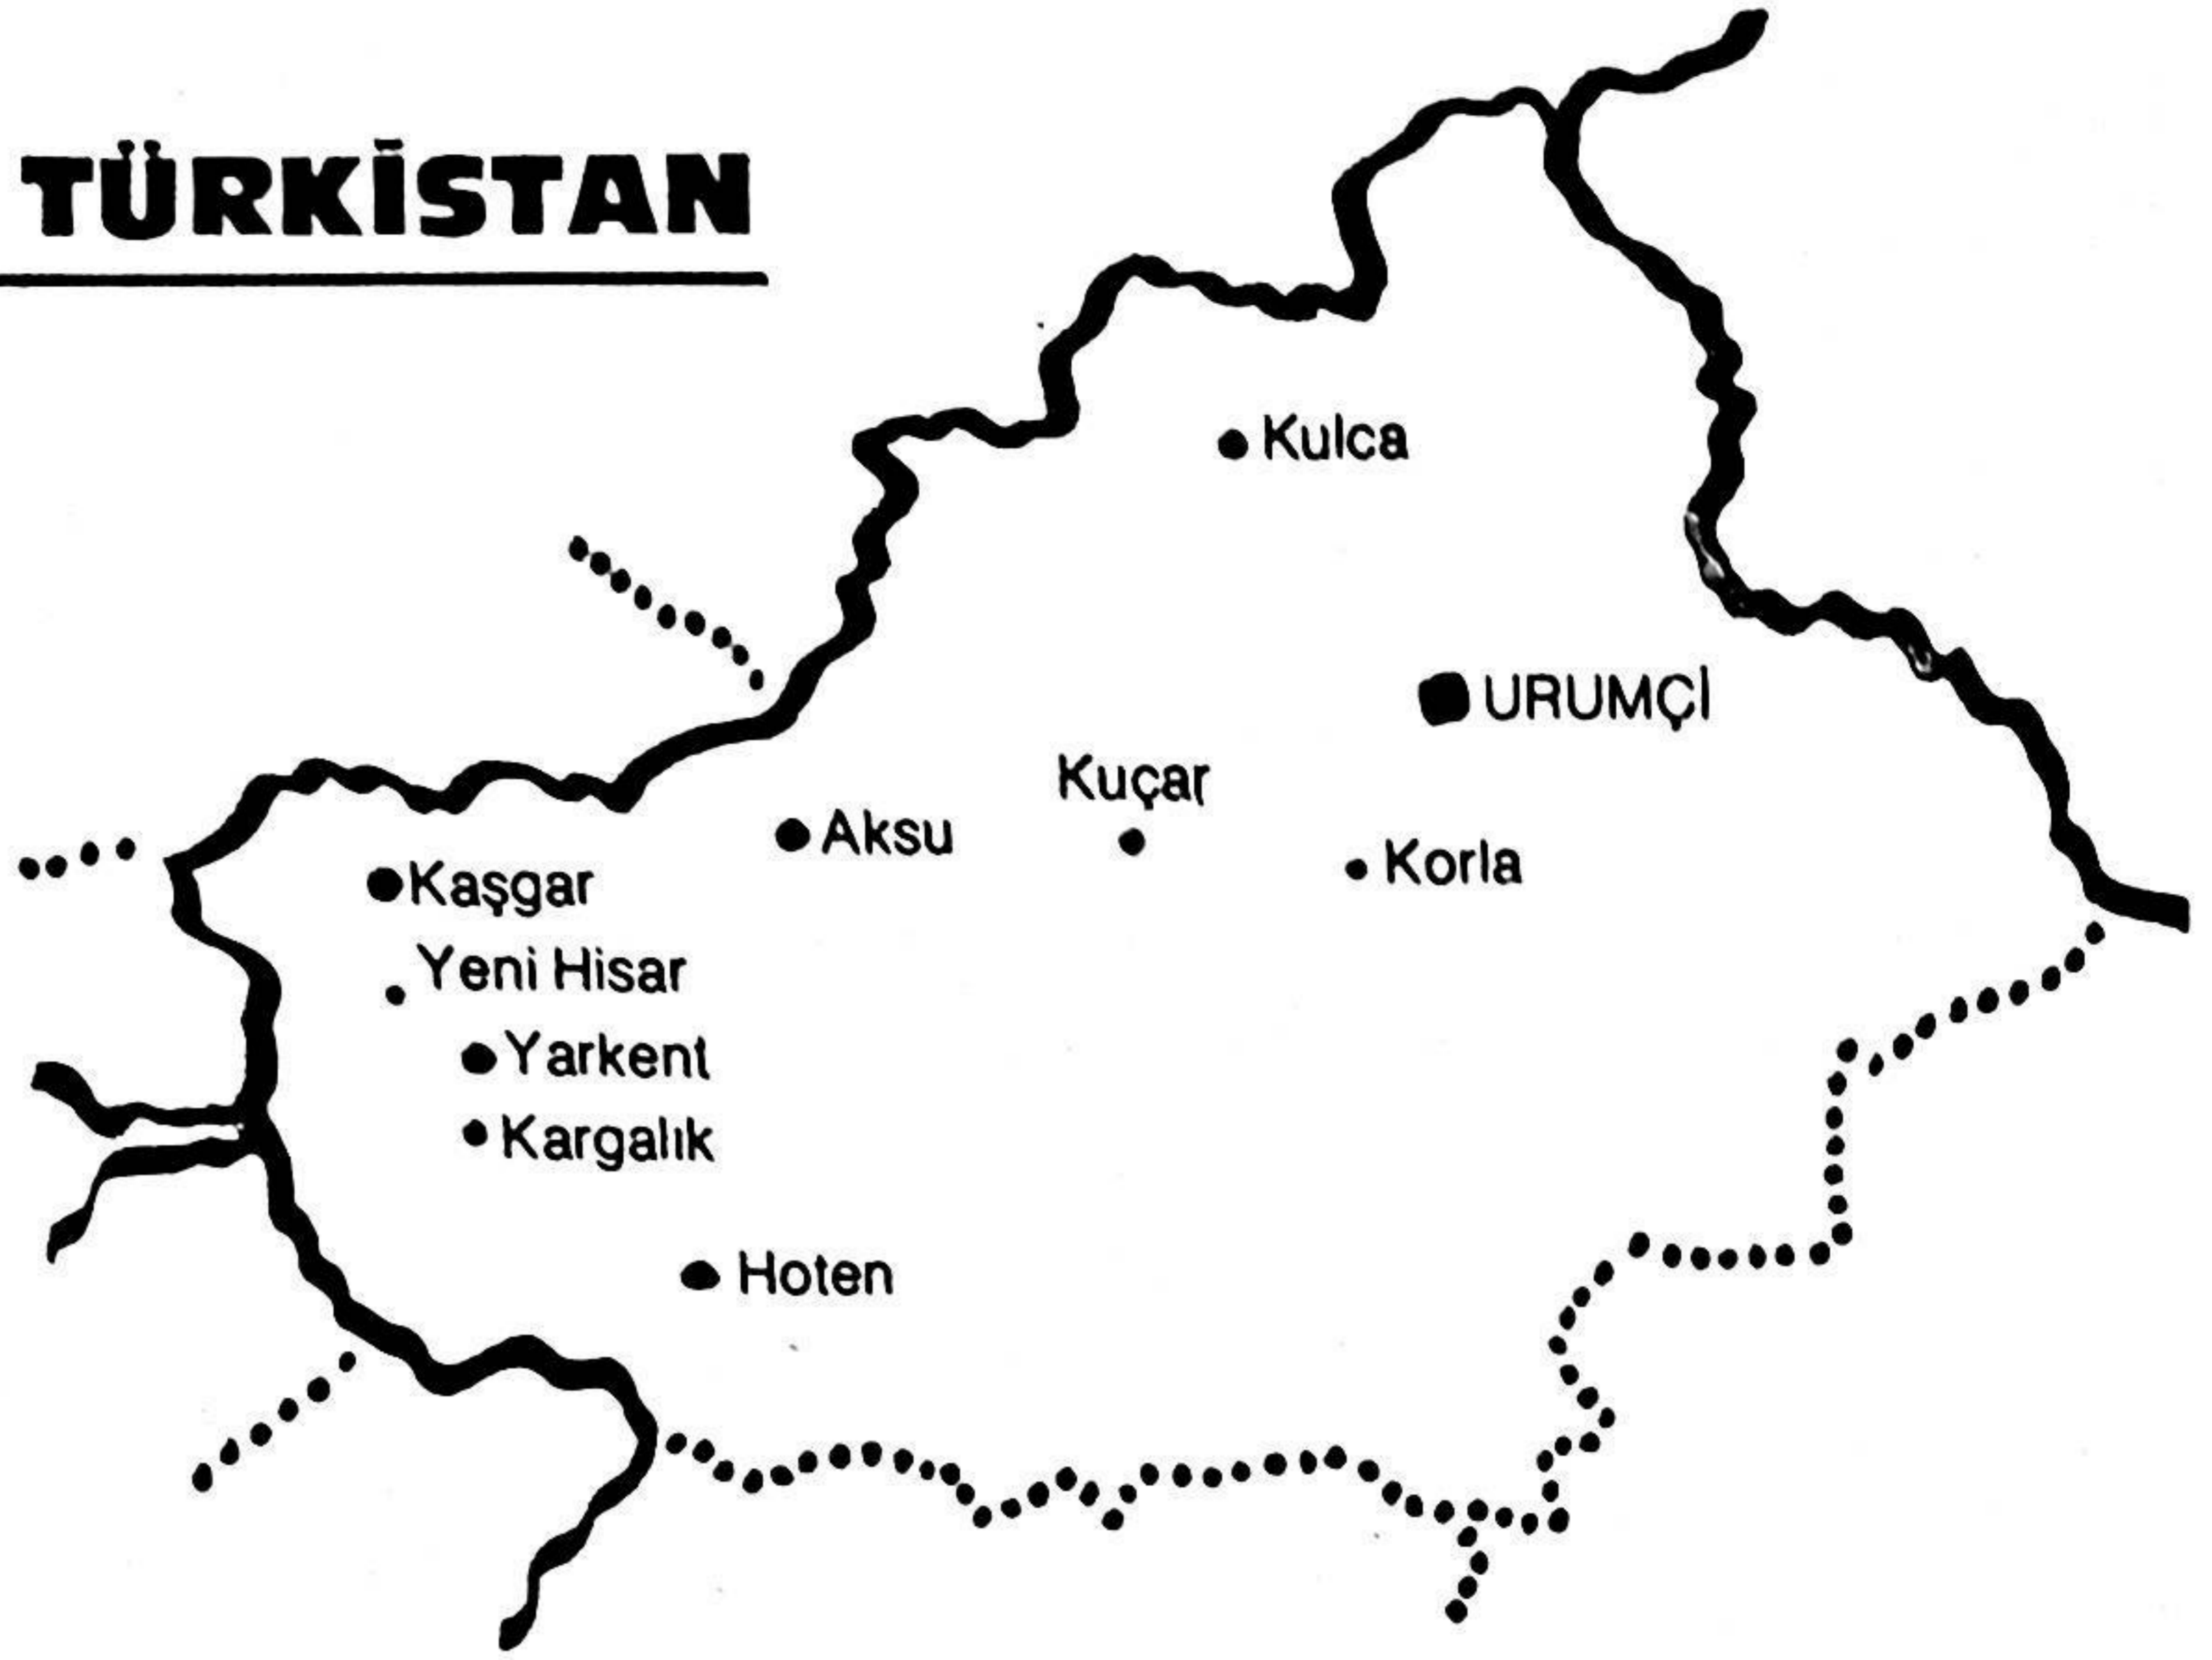 TÜRKİSTAN
Kulca
URUMÇİ
Kuçar
Aksu
Korla
Kaşgar
Yeni Hisar
Yarkent
Kargalık
Hoten